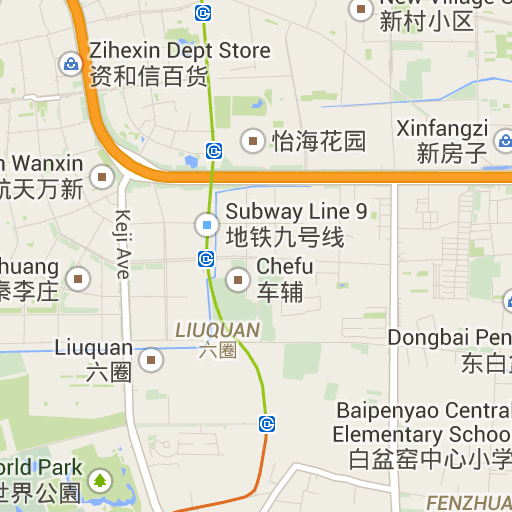 New Village S
新村小区
Zihexin Dept Store
资和信百货
怡海花园
Xinfangzi
新房子
n Wanxin
航天万新
Keji Ave
Subway Line 9
地铁九号线
huang
秦李庄
Chefu
车辅
LIUQUAN
六圈
Liuquan
六圈
Dongbai Pen
东白盆
Baipenyao Central
Elementary School
白盆窑中心小学
orld Park
世界公園
FENZHUA